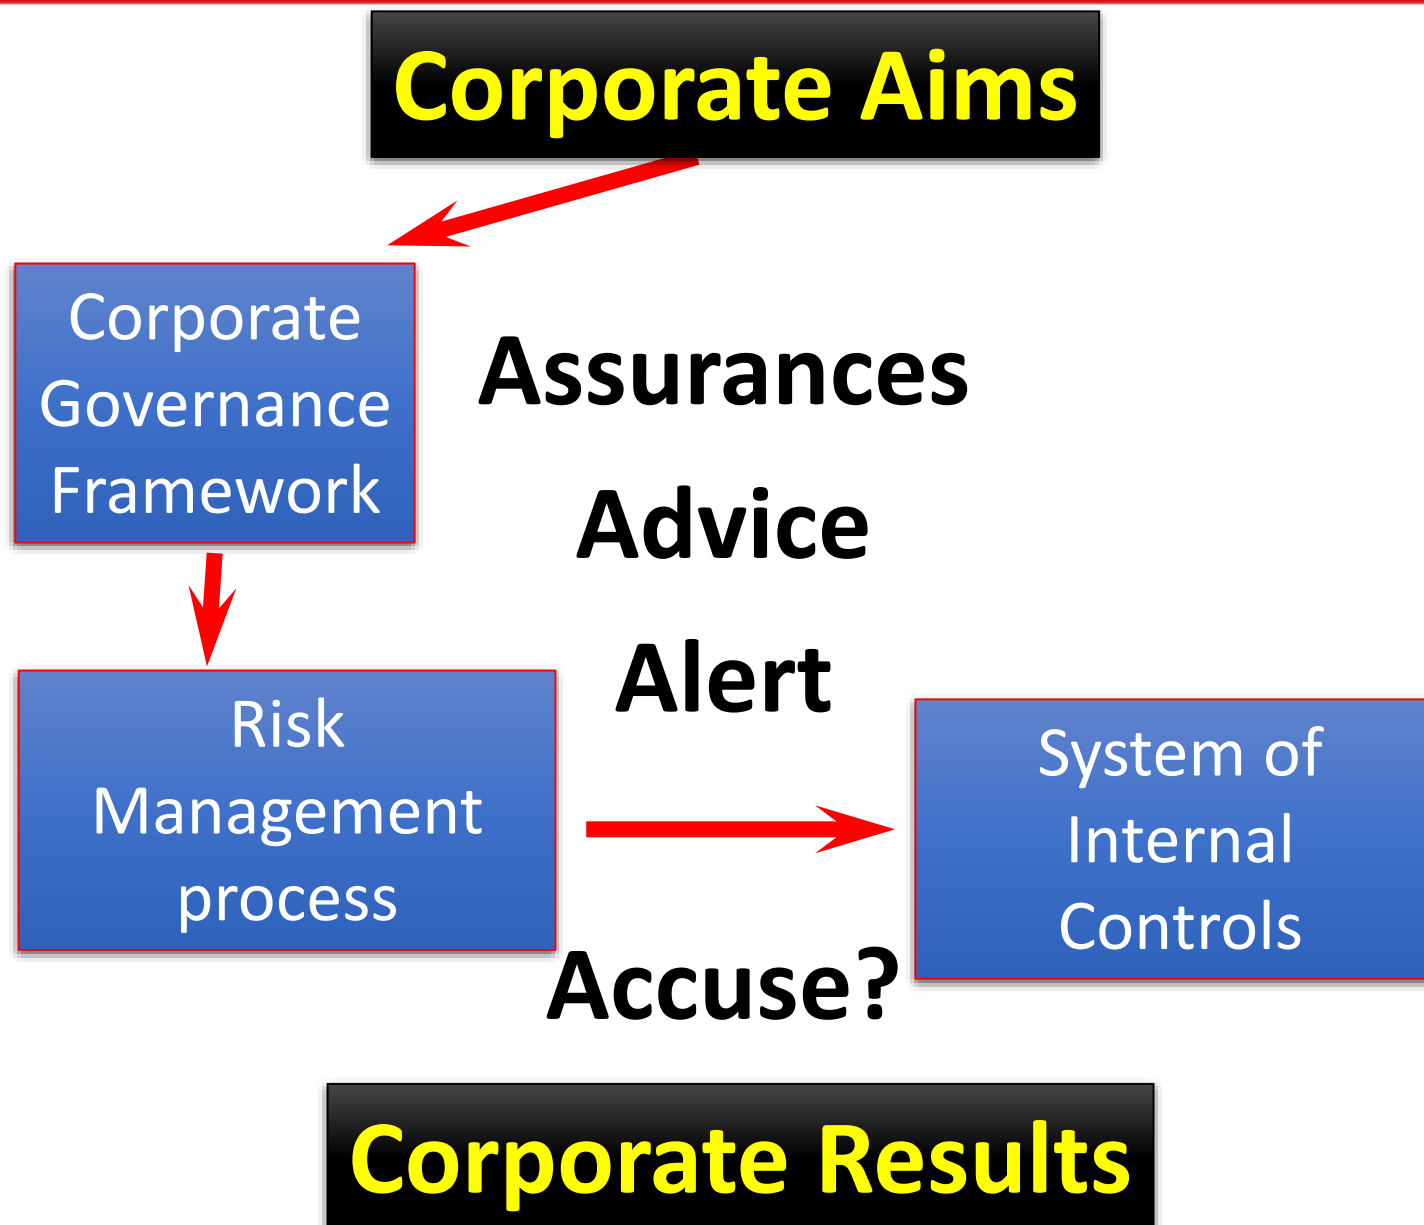 Corporate Aims
Corporate
Governance
Framework
Assurances
Advice
Alert
Risk
Management
process
System of
Internal
Controls
Accuse?
Corporate Results